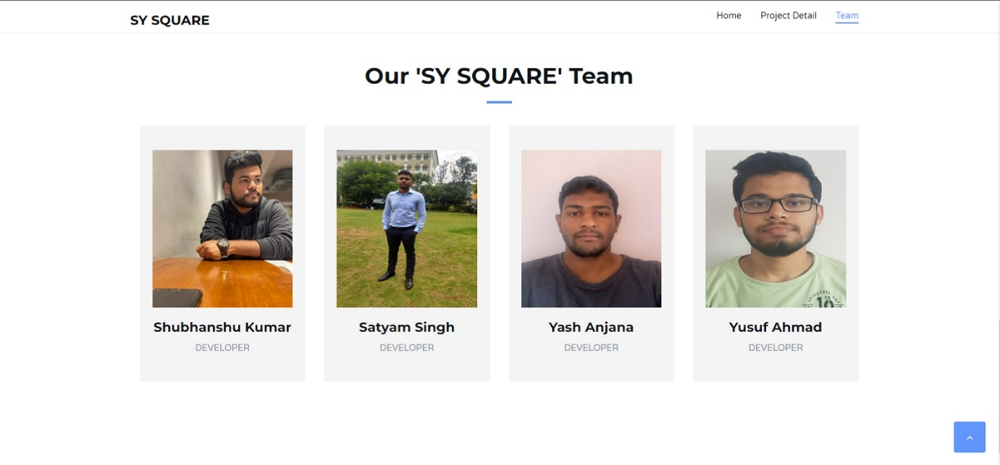 SY SQUARE
Home
Project Detail
Team
Our 'SY SQUARE' Team
Shubhanshu Kumar
DEVELOPER
Satyam Singh
DEVELOPER
Yash Anjana
DEVELOPER
Yusuf Ahmad
DEVELOPER
10